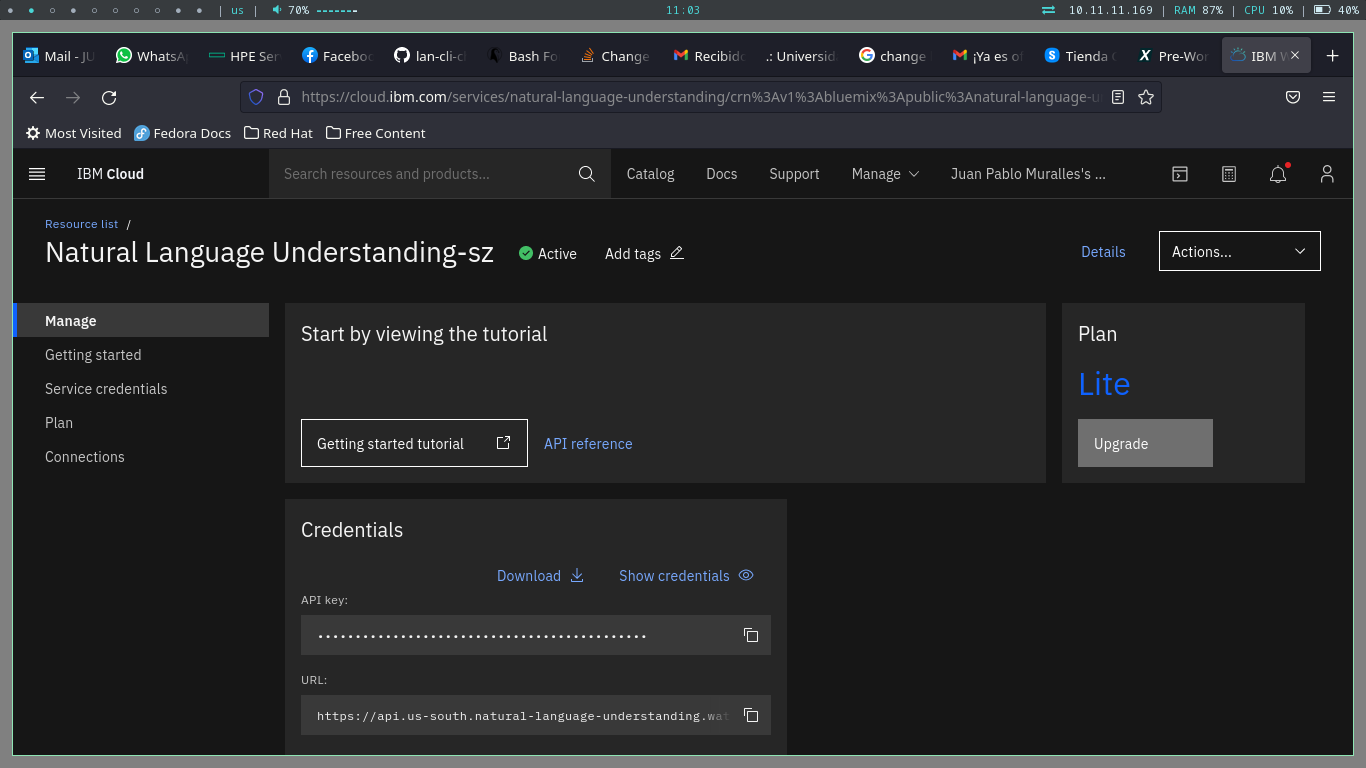 | us | 70% 11:03 10.11.11.169 | RAM 87% | CPU 10% | 40%
Mail - JU WhatsA HPE Ser Facebo lan-cli-c Bash Fo Change Recibido .: Universid change ¡Ya es of Tienda Pre-Wor IBM W
https://cloud.ibm.com/services/natural-language-understanding/crn%3Av1%3Abluemix%3Apublic%3Anatural-language-u
Most Visited Fedora Docs Red Hat Free Content
IBM Cloud Search resources and products... Catalog Docs Support Manage Juan Pablo Muralles's ...
Resource list /
Natural Language Understanding-sz Active Add tags Details Actions...
Manage
Getting started
Service credentials
Plan
Connections
Start by viewing the tutorial
Getting started tutorial API reference
Plan
Lite
Upgrade
Credentials
Download Show credentials
API key:
URL:
https://api.us-south.natural-language-understanding.wat